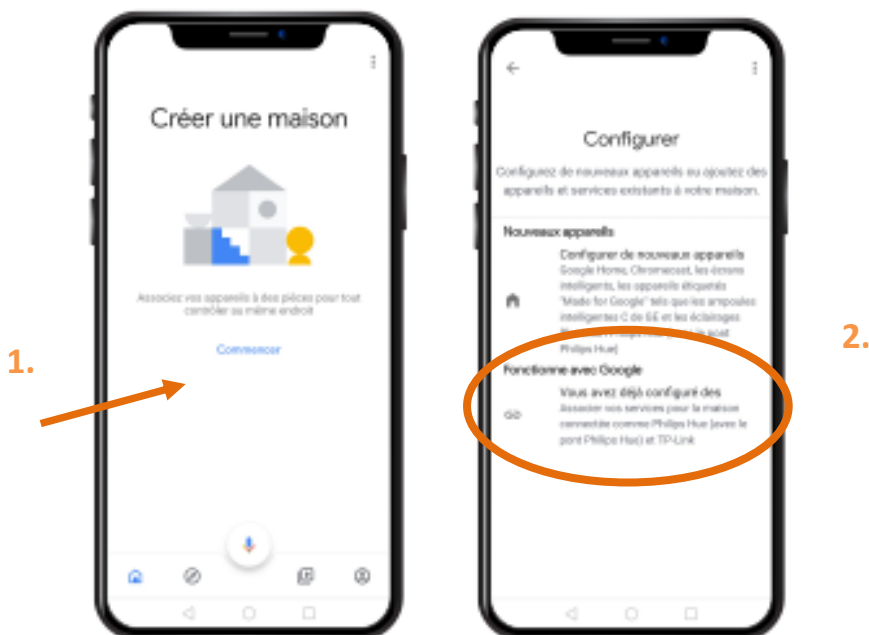 Créer une maison
Associez vos appareils à des pièces pour tout
contrôler au même endroit
Commencer
1.
Configurer
Configurez de nouveaux appareils ou ajoutez des
appareils et services existants à votre maison.
Nouveaux appareils
Configurer de nouveaux appareils
Google Home, Chromecast, les écrans
intelligents, les appareils étiquetés
"Made for Google" tels que les ampoules
intelligentes C de GE et les éclairages
Philips Hue)
Fonctionne avec Google
Vous avez déjà configuré des
Associer vos services pour la maison
connectée comme Philips Hue (avec le
pont Philips Hue) et TP-Link
2.